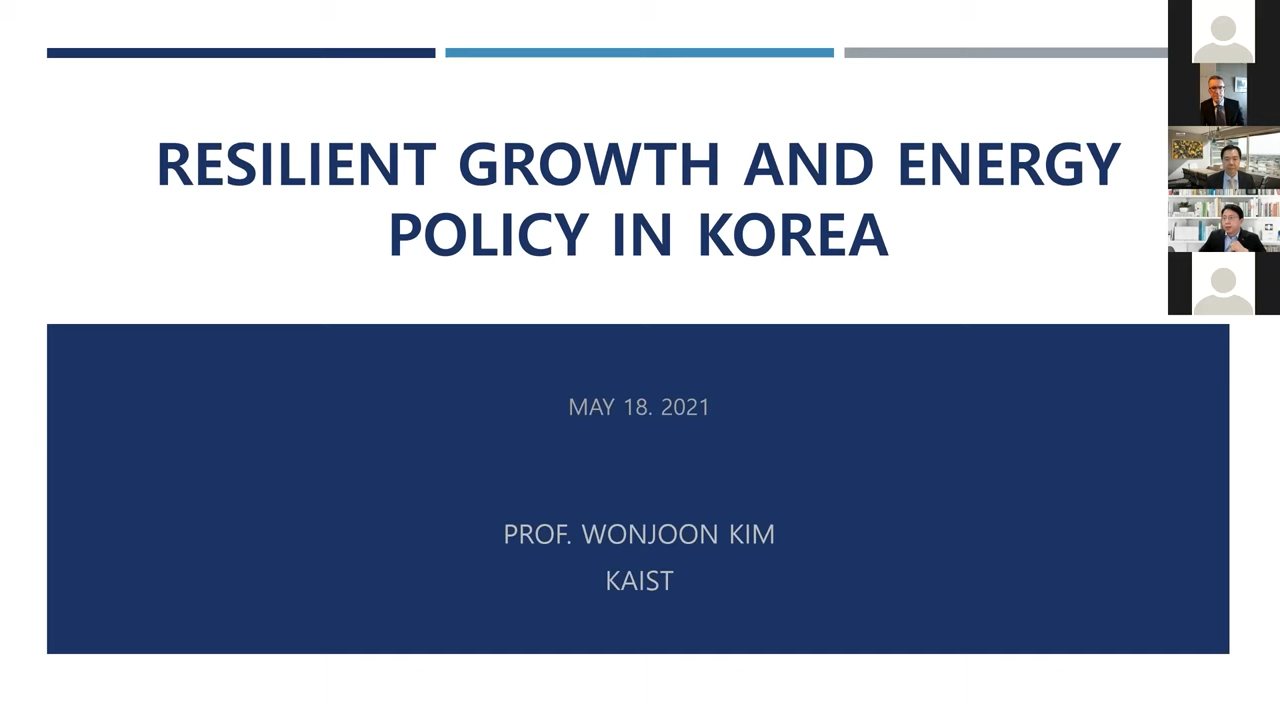 RESILIENT GROWTH AND ENERGY
POLICY IN KOREA
MAY 18. 2021
PROF. WONJOON KIM
KAIST